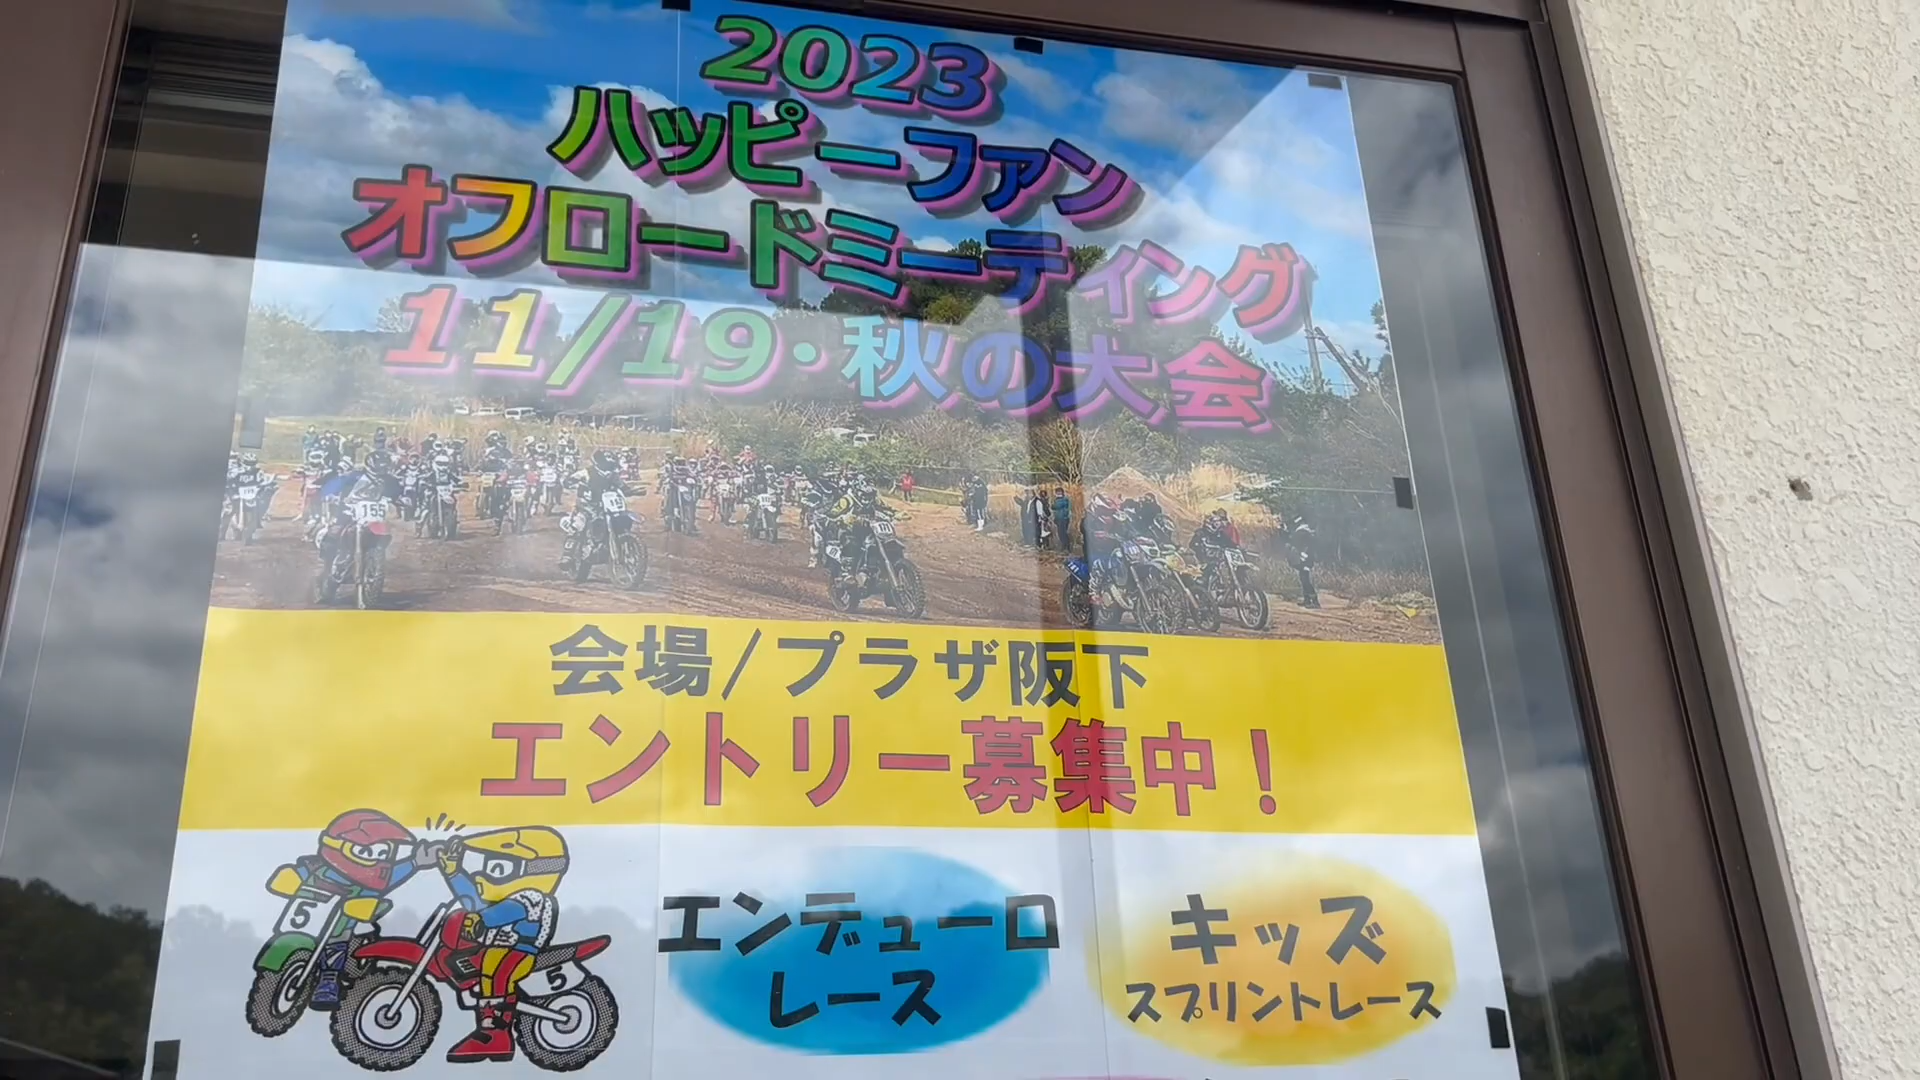 2023
ハッピーファン
オフロードミーティング
11/19・秋の大会
155
会場/プラザ阪下
エントリー募集中！
5
5
エンデューロ
レース
キッズ
スプリントレース